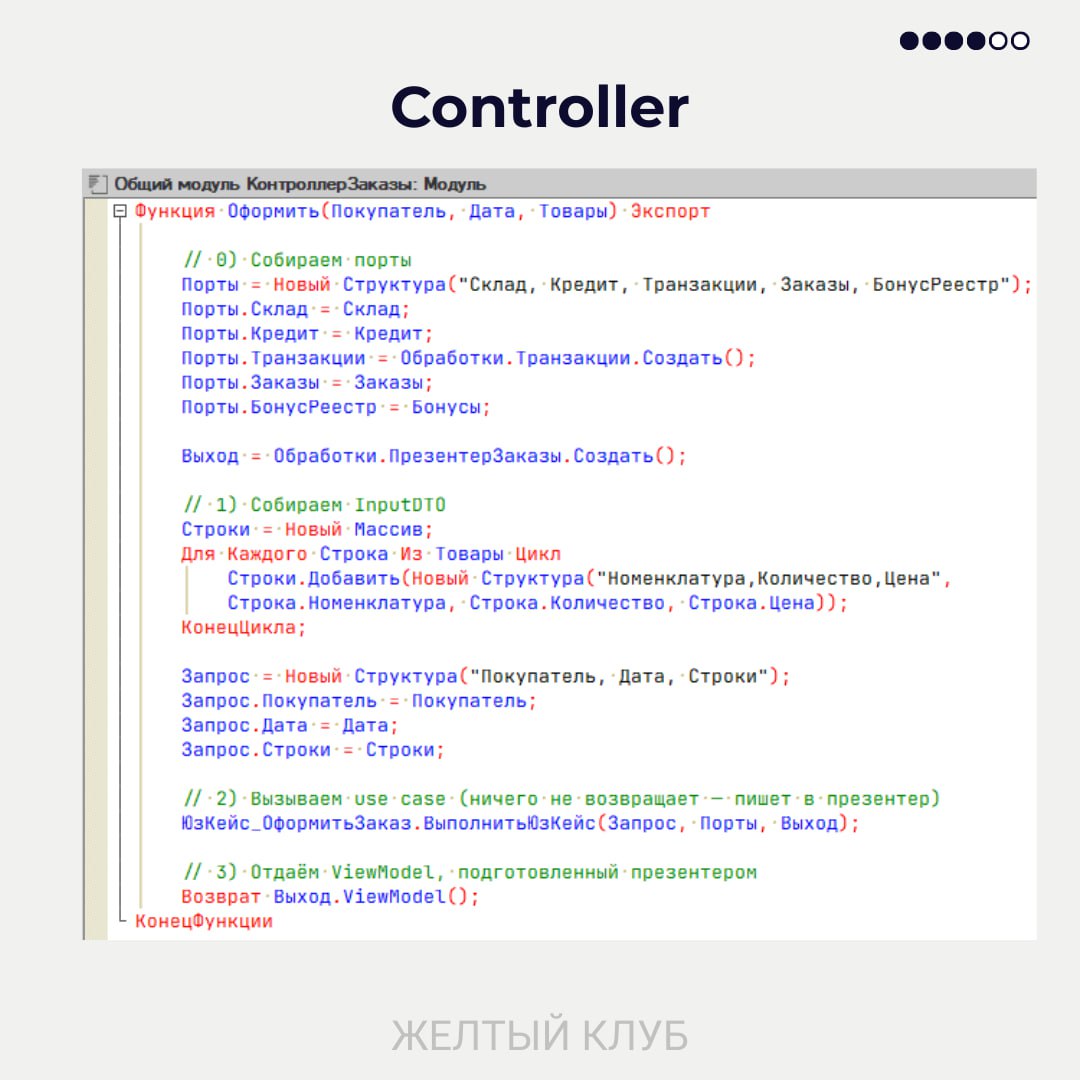 Controller
Общий модуль КонтроллерЗаказы: Модуль
Функция Оформить(Покупатель, Дата, Товары) Экспорт
// 0) Собираем порты
Порты = Новый Структура("Склад, Кредит, Транзакции, Заказы, БонусРеестр");
Порты.Склад = Склад;
Порты.Кредит = Кредит;
Порты.Транзакции = Обработки.Транзакции.Создать();
Порты.Заказы = Заказы;
Порты.БонусРеестр = Бонусы;
Выход = Обработки.ПрезентерЗаказы.Создать();
// 1) Собираем InputDTO
Строки = Новый Массив;
Для Каждого Строка Из Товары Цикл
Строки.Добавить(Новый Структура("Номенклатура,Количество,Цена",
Строка.Номенклатура, Строка.Количество, Строка.Цена));
КонецЦикла;
Запрос = Новый Структура("Покупатель, Дата, Строки");
Запрос.Покупатель = Покупатель;
Запрос.Дата = Дата;
Запрос.Строки = Строки;
// 2) Вызываем use case (ничего не возвращает — пишет в презентер)
ЮзКейс_ОформитьЗаказ.ВыполнитьЮзКейс(Запрос, Порты, Выход);
// 3) Отдаём ViewModel, подготовленный презентером
Возврат Выход.ViewModel();
КонецФункции
ЖЕЛТЫЙ КЛУБ